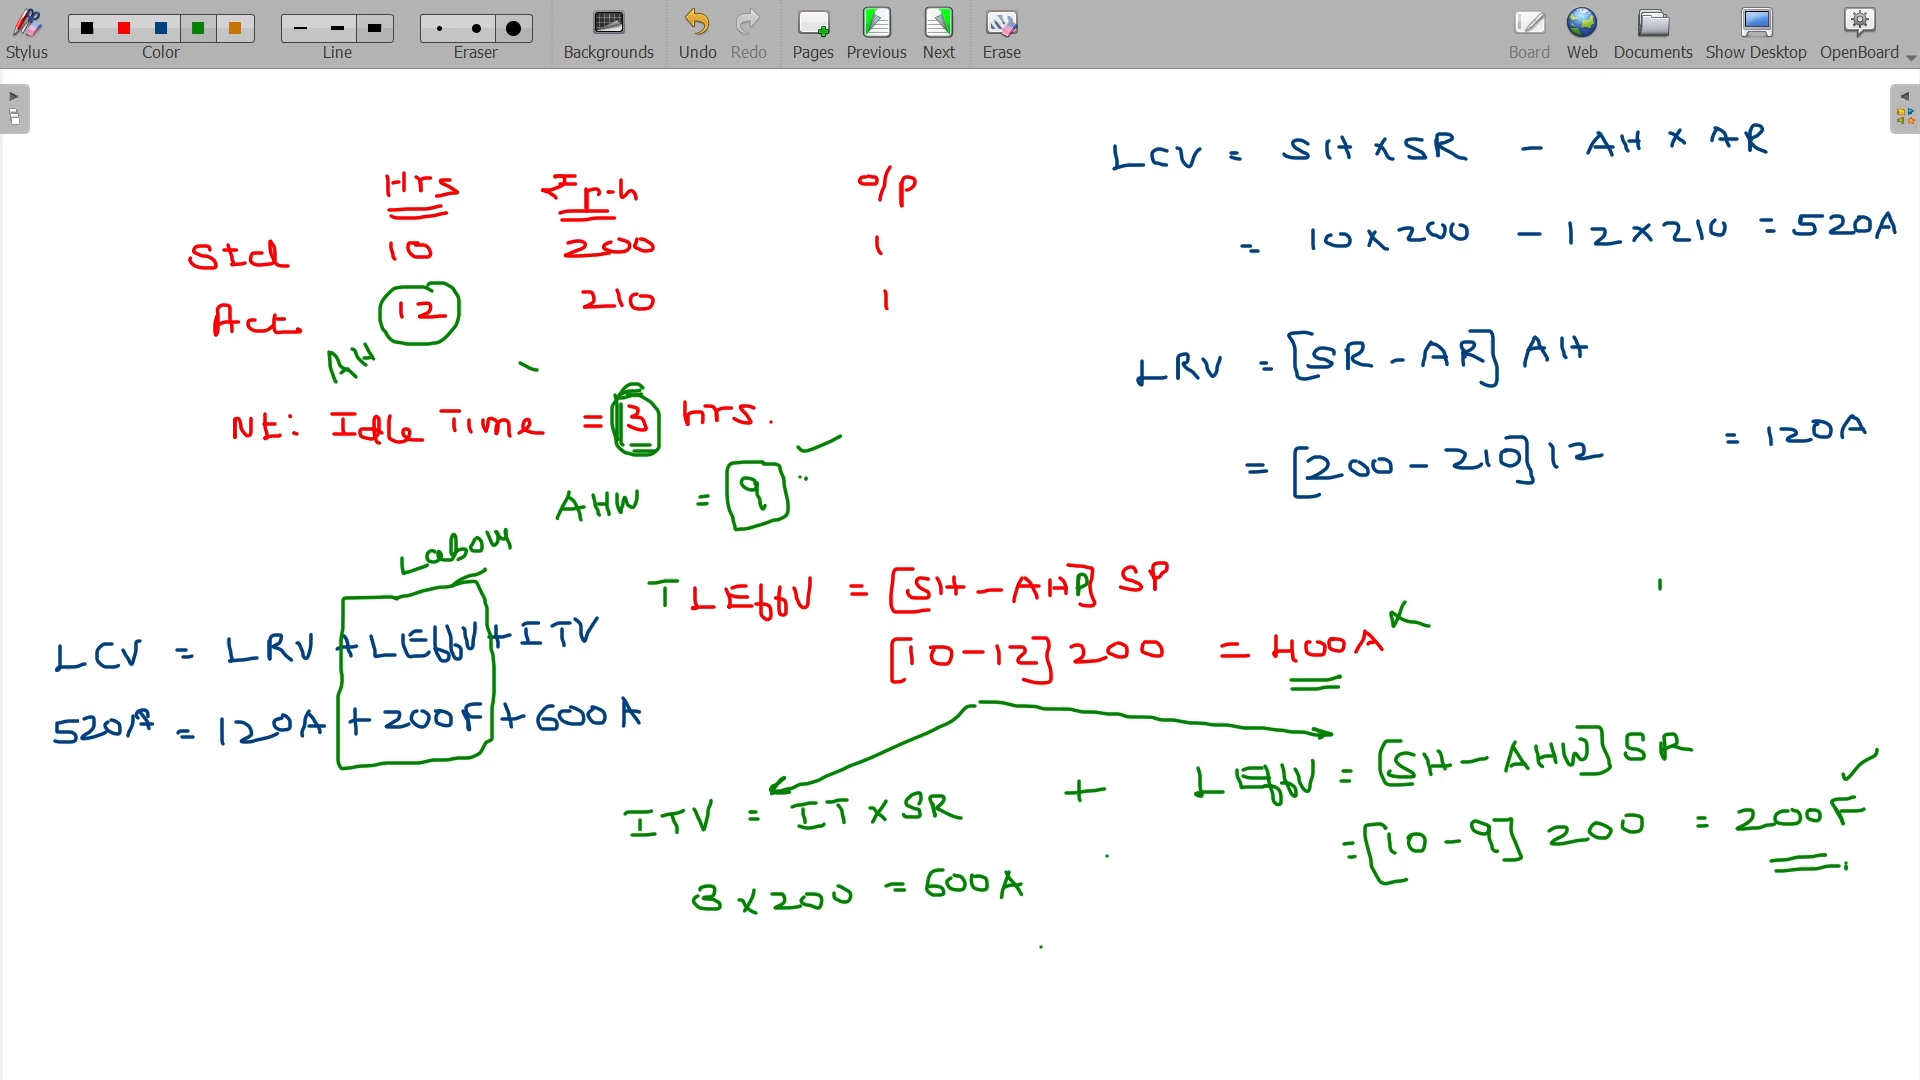 Stylus Color Line Eraser Backgrounds Undo Redo Pages Previous Next Erase Board Web Documents Show Desktop OpenBoard
Hrs ₹ p.h o/p
Std 10 200 1
Act. 12 210 1
AH
Nt: Idle Time = 3 hrs.
AHW = 9
LCV = SH × SR - AH × AR
= 10 × 200 - 12 × 210 = 520A
LRV = [SR - AR] AH
= [200 - 210] 12 = 120A
Labour
LCV = LRV + LEffV + ITV
520A = 120A + 200F + 600A
TLEffV = [SH - AHP] SP
[10 - 12] 200 = 400A
ITV = IT × SR + LEffV = [SH - AHW] SR
3 × 200 = 600A
= [10 - 9] 200 = 200F